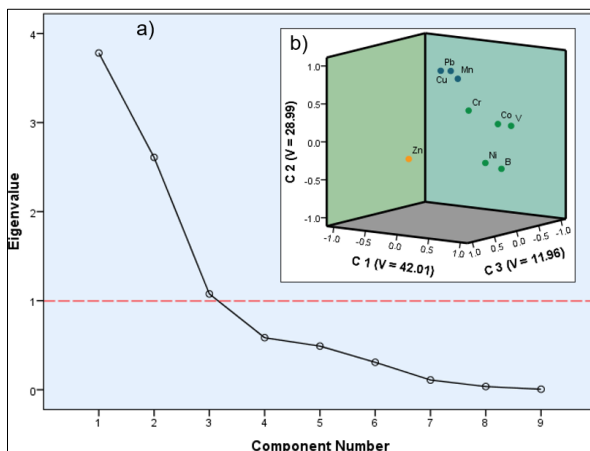 a)
4
3
2
1
0
Eigenvalue
1 2 3 4 5 6 7 8 9
Component Number
b)
1.0
0.5
0.0
-0.5
-1.0
C 2 (V = 28.99)
Pb Mn
Cu
Cr
Co V
Zn
Ni B
-1.0 -0.5 0.0 0.5 1.0
C 1 (V = 42.01)
1.0 0.5 0.0 -0.5 -1.0
C 3 (V = 11.96)